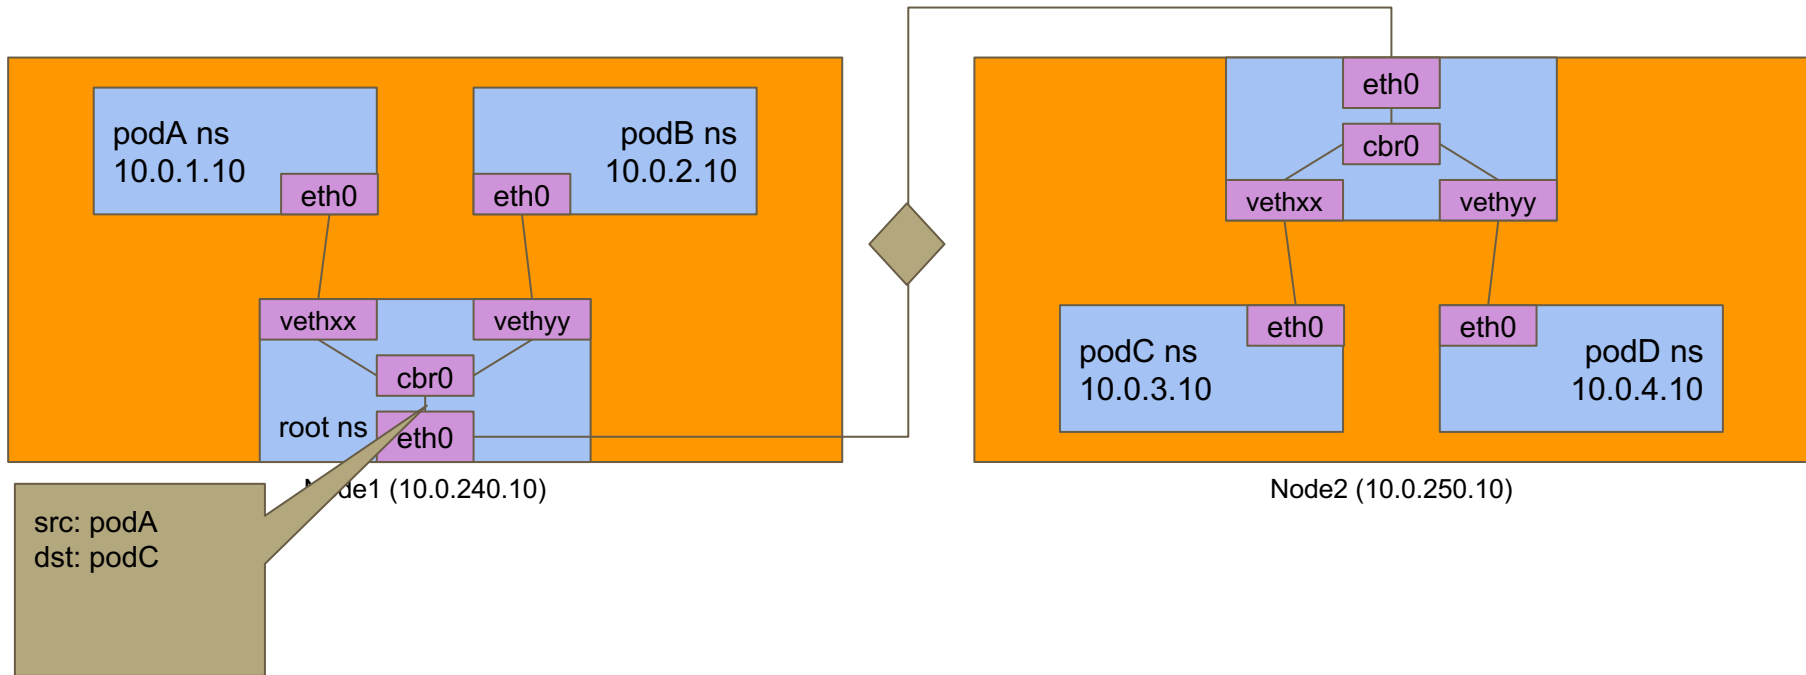 podA ns
10.0.1.10
eth0
podB ns
10.0.2.10
eth0
vethxx
vethyy
cbr0
root ns
eth0
Node1 (10.0.240.10)
src: podA
dst: podC
eth0
cbr0
vethxx
vethyy
eth0
podC ns
10.0.3.10
eth0
podD ns
10.0.4.10
Node2 (10.0.250.10)